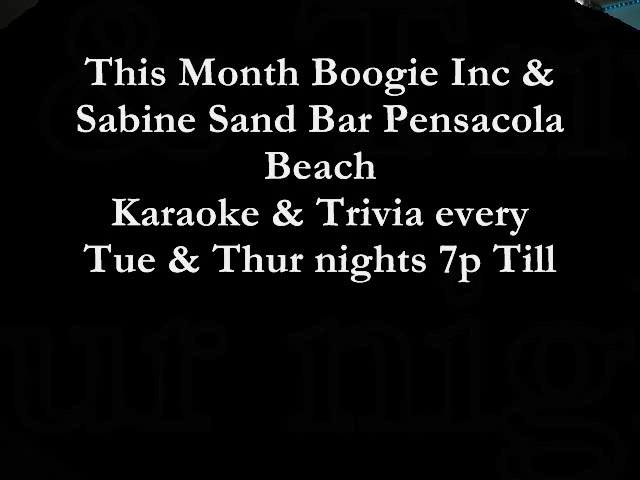 This Month Boogie Inc &
Sabine Sand Bar Pensacola
Beach
Karaoke & Trivia every
Tue & Thur nights 7p Till